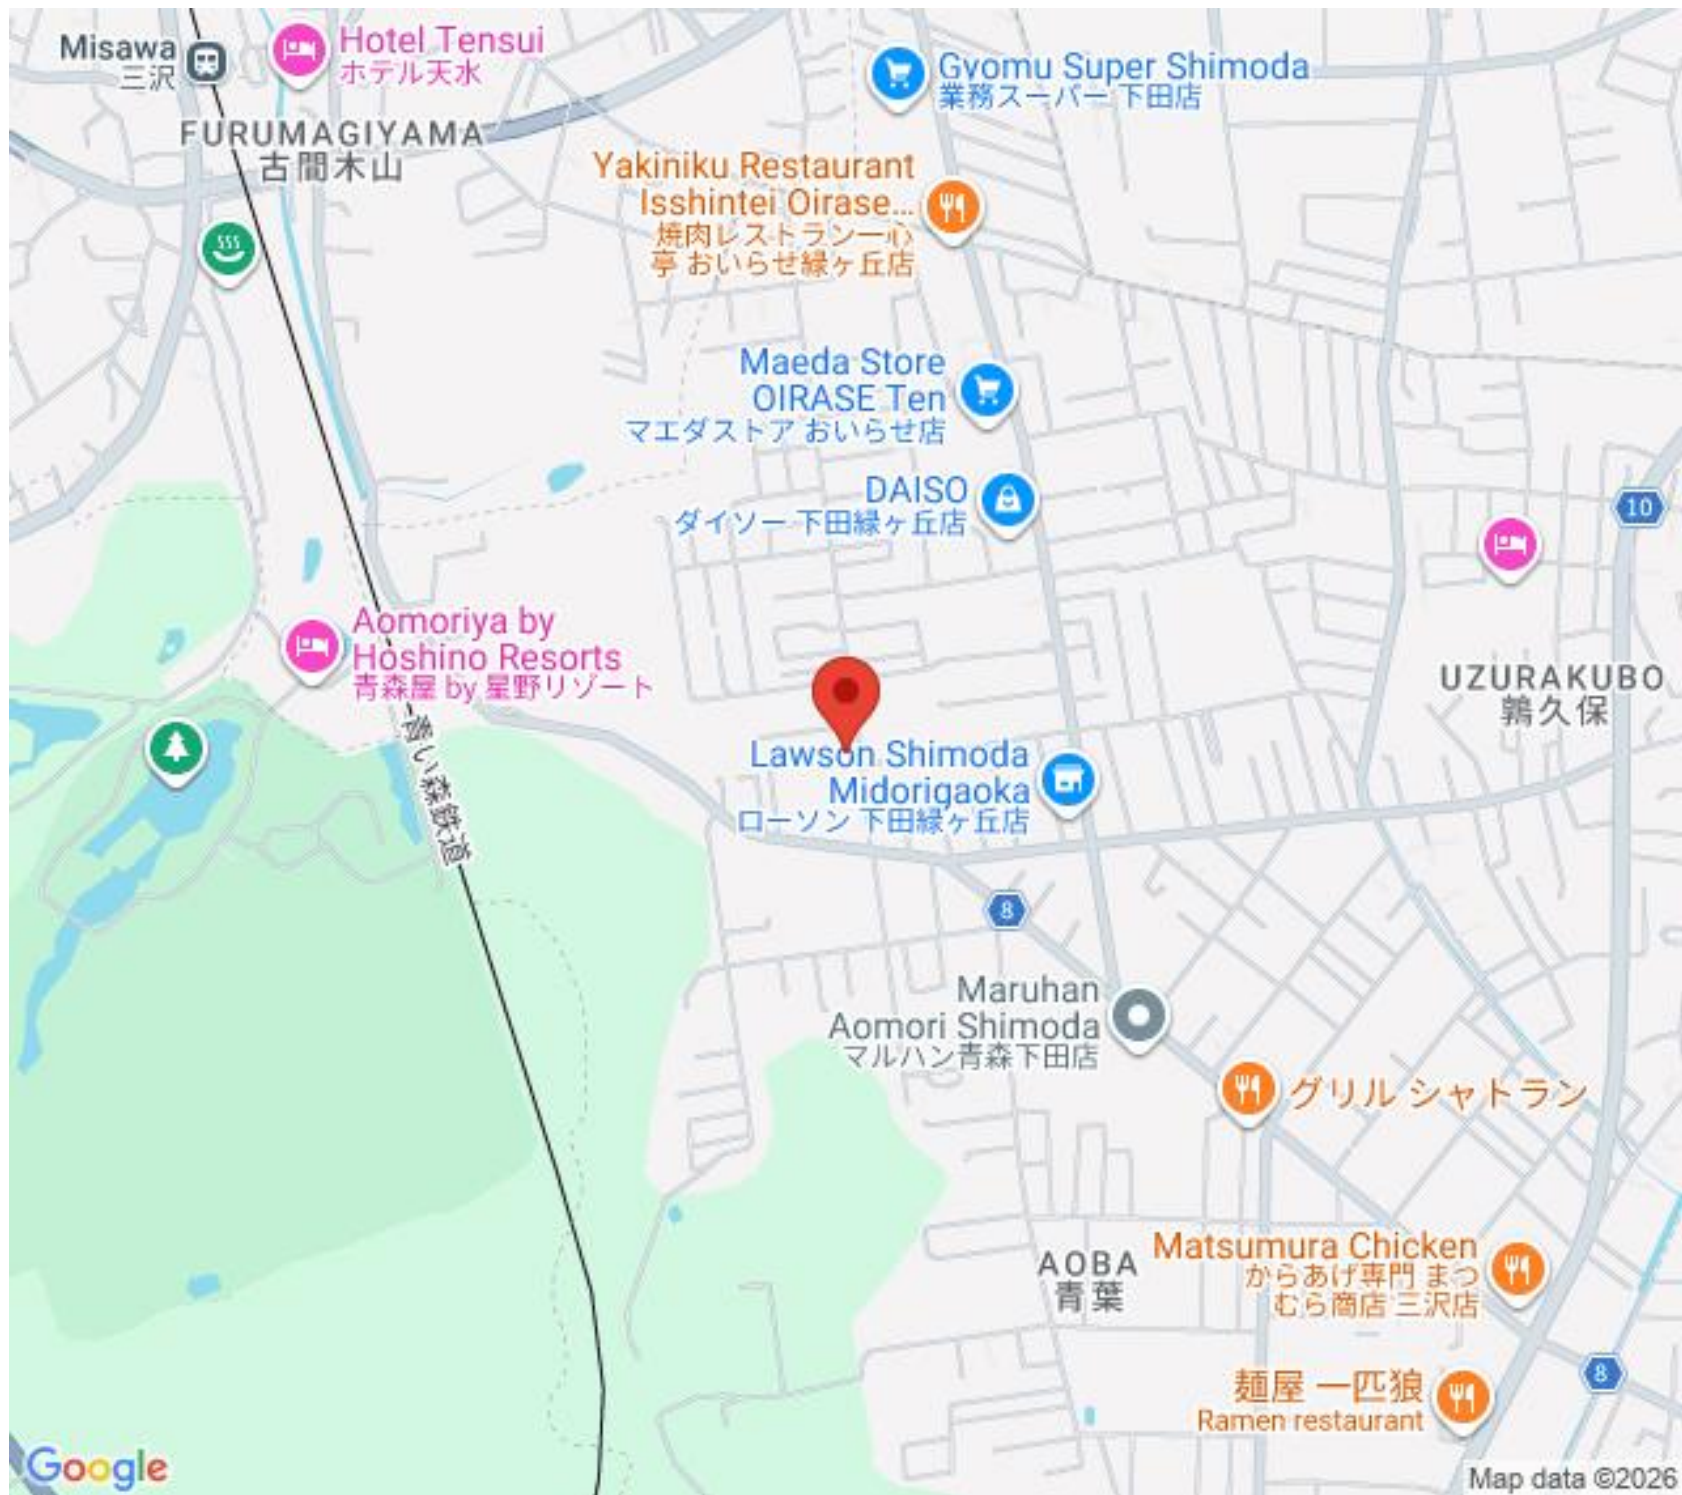 Misawa
三沢
Hotel Tensui
ホテル天水
Gyomu Super Shimoda
業務スーパー 下田店
FURUMAGIYAMA
古間木山
Yakiniku Restaurant
Isshintei Oirase...
焼肉レストラン一心
亭 おいらせ緑ヶ丘店
Maeda Store
OIRASE Ten
マエダストア おいらせ店
DAISO
ダイソー 下田緑ヶ丘店
10
Aomoriya by
Hoshino Resorts
青森屋 by 星野リゾート
UZURAKUBO
鶉久保
青い森鉄道
Lawson Shimoda
Midorigaoka
ローソン 下田緑ヶ丘店
8
Maruhan
Aomori Shimoda
マルハン青森下田店
グリル シャトラン
AOBA
青葉
Matsumura Chicken
からあげ専門 まつ
むら商店 三沢店
8
麺屋 一匹狼
Ramen restaurant
Google
Map data ©2026